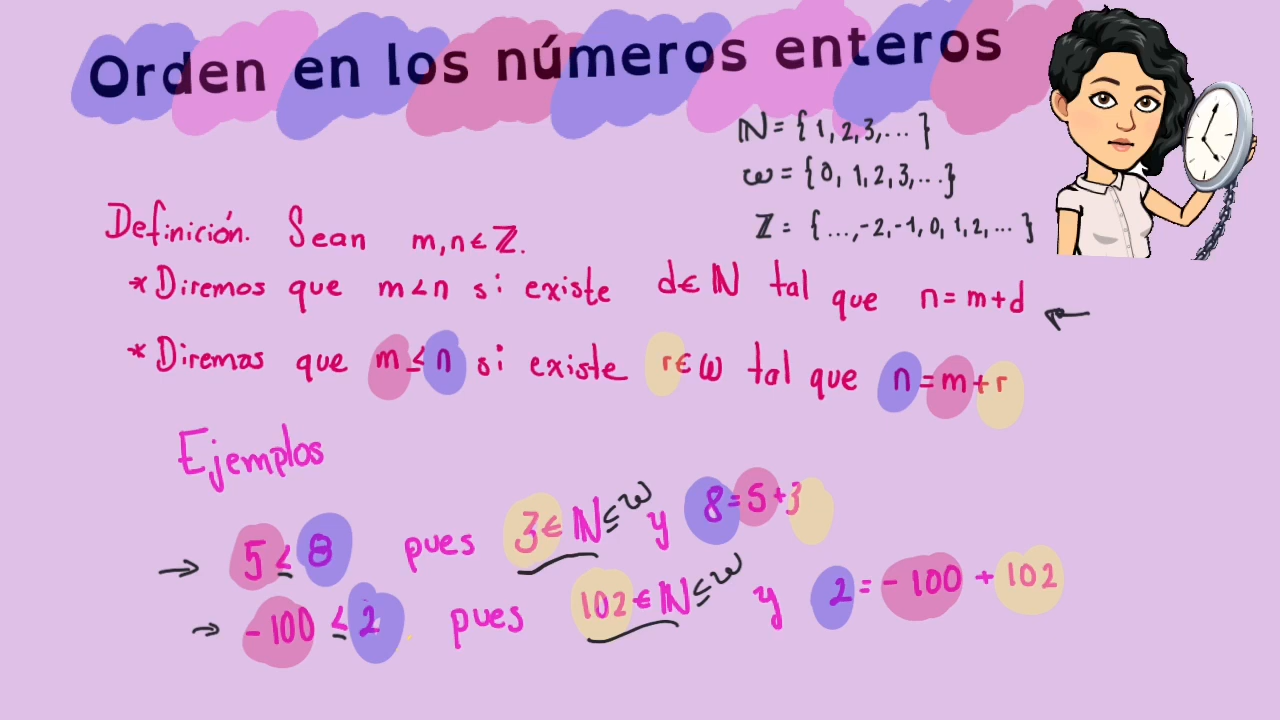 Orden en los números enteros
ℕ = {1, 2, 3, ... }
ω = {0, 1, 2, 3, ...}
ℤ = {..., -2, -1, 0, 1, 2, ... }
Definición. Sean m, n ∈ ℤ.
* Diremos que m < n si existe d ∈ ℕ tal que n = m + d
* Diremos que m ≤ n si existe r ∈ ω tal que n = m + r
Ejemplos
→ 5 ≤ 8 pues 3 ∈ ℕ ⊆ ω y 8 = 5 + 3
→ -100 ≤ 2 pues 102 ∈ ℕ ⊆ ω y 2 = -100 + 102